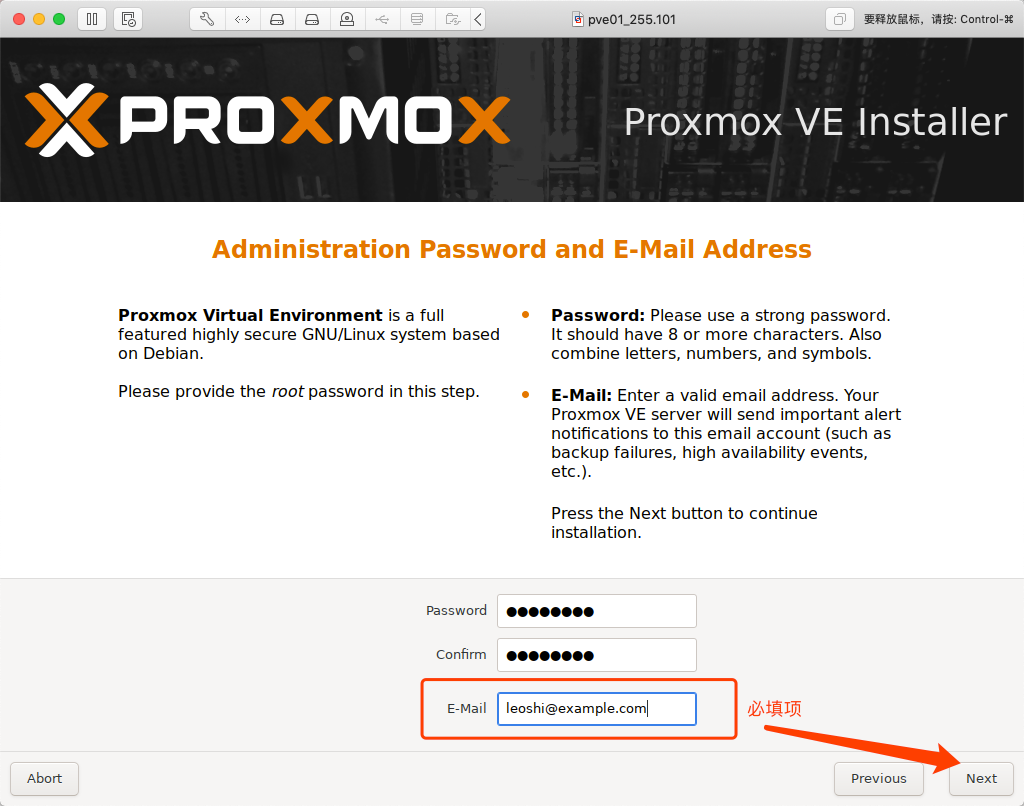 pve01_255.101
要释放鼠标，请按: Control-⌘
PROXMOX
Proxmox VE Installer
Administration Password and E-Mail Address
Proxmox Virtual Environment is a full
featured highly secure GNU/Linux system based
on Debian.
Please provide the root password in this step.
Password: Please use a strong password.
It should have 8 or more characters. Also
combine letters, numbers, and symbols.
E-Mail: Enter a valid email address. Your
Proxmox VE server will send important alert
notifications to this email account (such as
backup failures, high availability events,
etc.).
Press the Next button to continue
installation.
Password ●●●●●●●●
Confirm ●●●●●●●●
E-Mail leoshi@example.com
必填项
Abort
Previous
Next